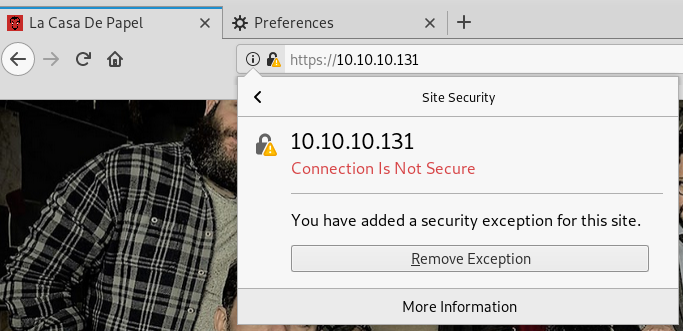 La Casa De Papel
Preferences
https://10.10.10.131
Site Security
10.10.10.131
Connection Is Not Secure
You have added a security exception for this site.
Remove Exception
More Information